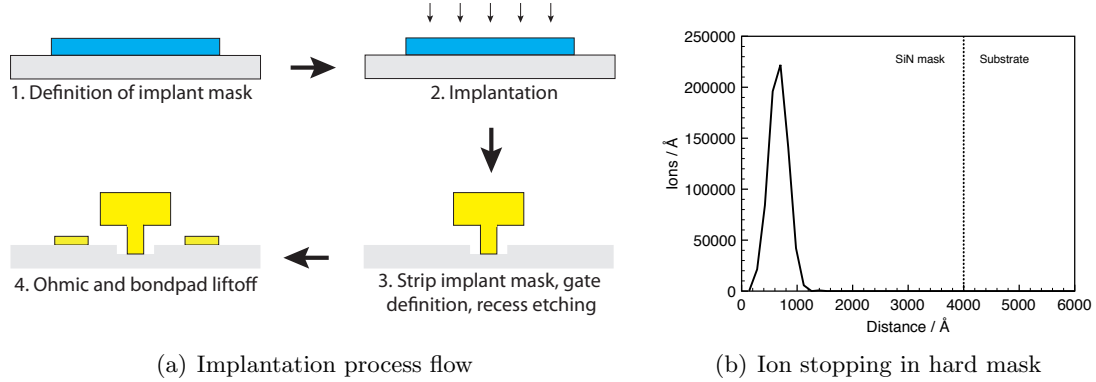 1. Definition of implant mask
2. Implantation
4. Ohmic and bondpad liftoff
3. Strip implant mask, gate
definition, recess etching
(a) Implantation process flow
250000
200000
150000
100000
50000
0
Ions / Å
SiN mask
Substrate
0 1000 2000 3000 4000 5000 6000
Distance / Å
(b) Ion stopping in hard mask